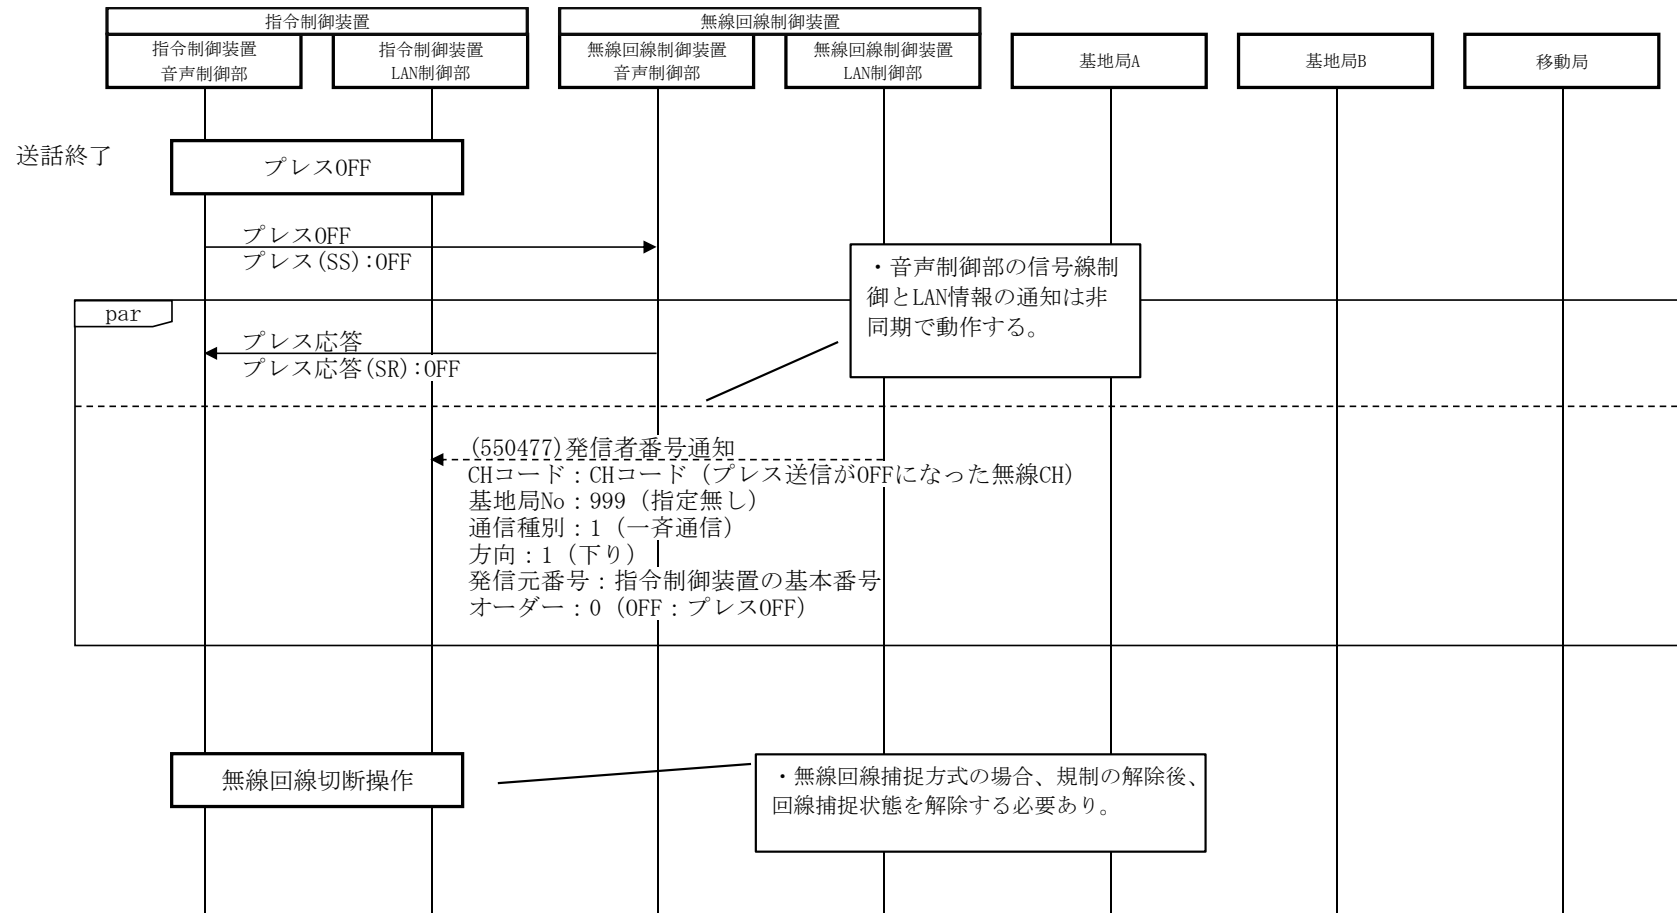 指令制御装置
無線回線制御装置
指令制御装置
音声制御部
指令制御装置
LAN制御部
無線回線制御装置
音声制御部
無線回線制御装置
LAN制御部
基地局A
基地局B
移動局
送話終了
プレスOFF
プレスOFF
プレス(SS):OFF
・音声制御部の信号線制
御とLAN情報の通知は非
同期で動作する。
par
プレス応答
プレス応答(SR):OFF
(550477)発信者番号通知
CHコード：CHコード（プレス送信がOFFになった無線CH）
基地局No：999（指定無し）
通信種別：1（一斉通信）
方向：1（下り）
発信元番号：指令制御装置の基本番号
オーダー：0（OFF：プレスOFF）
無線回線切断操作
・無線回線捕捉方式の場合、規制の解除後、
回線捕捉状態を解除する必要あり。